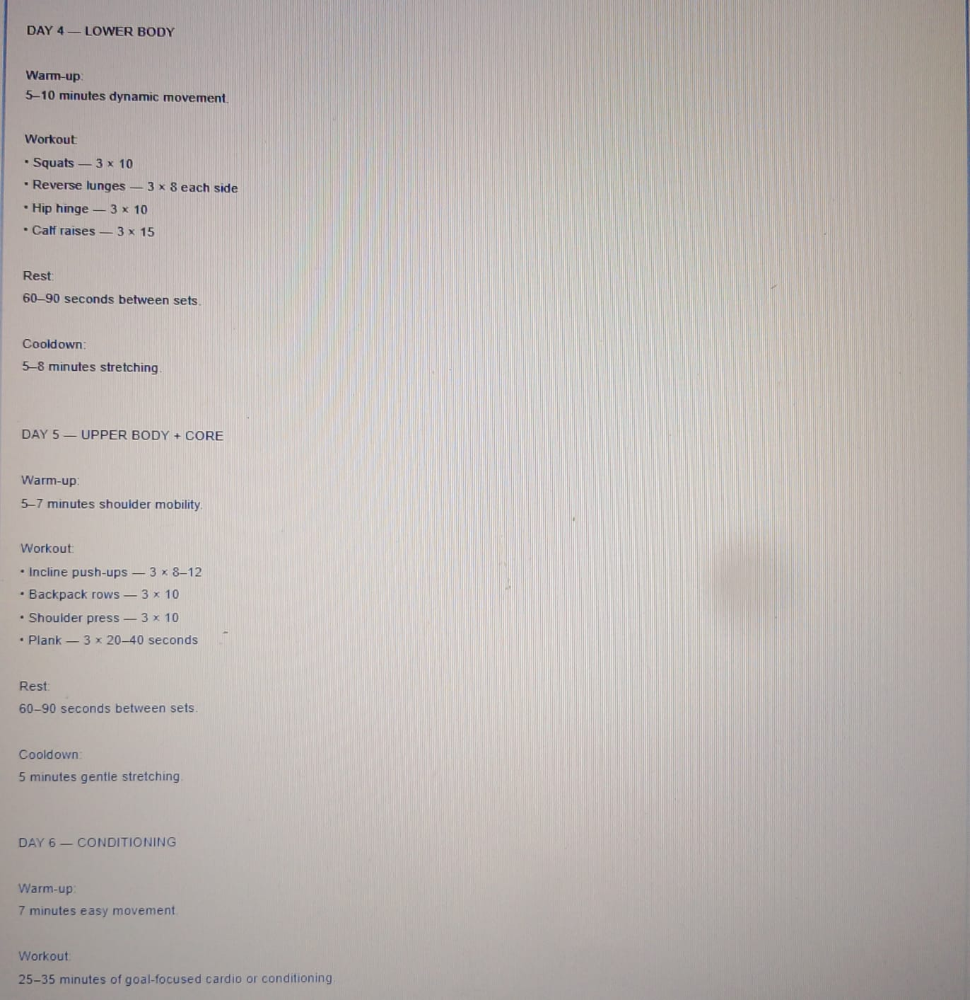 DAY 4 — LOWER BODY
Warm-up:
5–10 minutes dynamic movement.
Workout:
• Squats — 3 × 10
• Reverse lunges — 3 × 8 each side
• Hip hinge — 3 × 10
• Calf raises — 3 × 15
Rest:
60–90 seconds between sets.
Cooldown:
5–8 minutes stretching.
DAY 5 — UPPER BODY + CORE
Warm-up:
5–7 minutes shoulder mobility.
Workout:
• Incline push-ups — 3 × 8–12
• Backpack rows — 3 × 10
• Shoulder press — 3 × 10
• Plank — 3 × 20–40 seconds
Rest:
60–90 seconds between sets.
Cooldown:
5 minutes gentle stretching.
DAY 6 — CONDITIONING
Warm-up:
7 minutes easy movement.
Workout:
25–35 minutes of goal-focused cardio or conditioning.